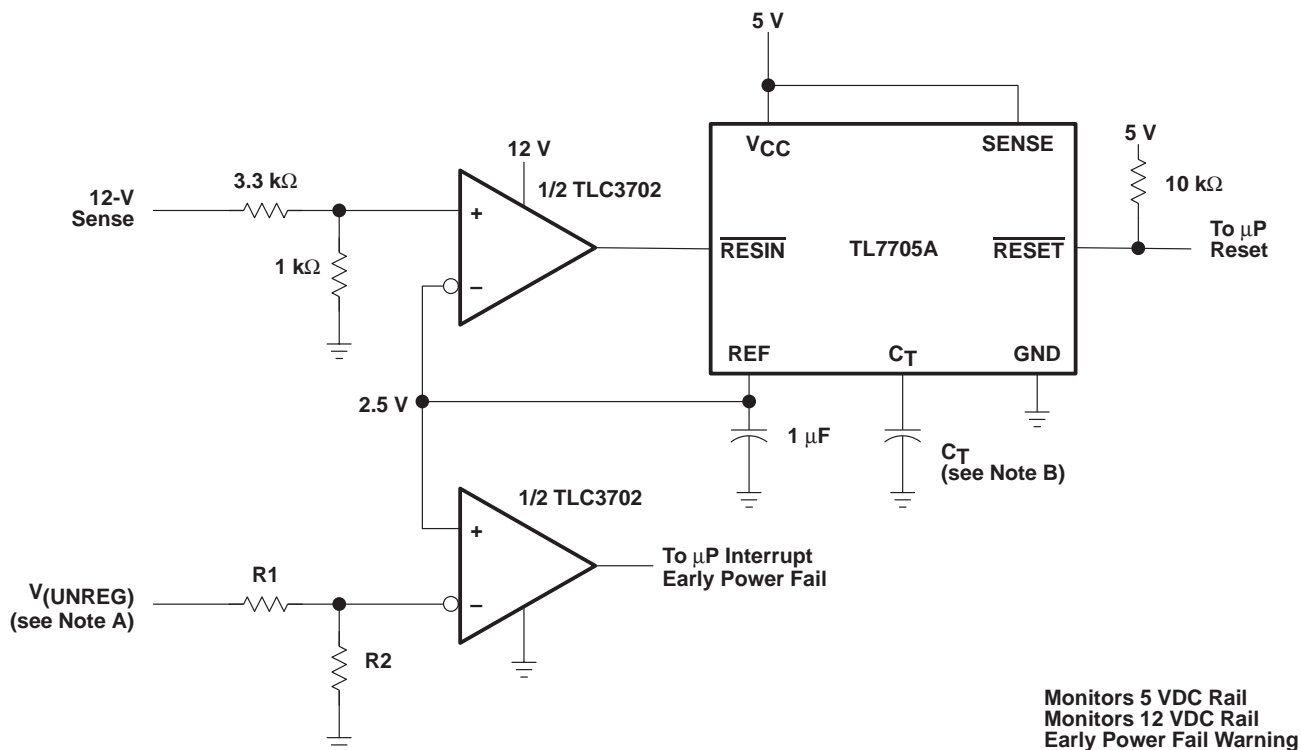 5 V
VCC
SENSE
5 V
10 kΩ
12 V
1/2 TLC3702
3.3 kΩ
12-V
Sense
+
–
1 kΩ
RESIN
TL7705A
RESET
To μP
Reset
REF
CT
GND
2.5 V
1 μF
CT
(see Note B)
1/2 TLC3702
+
–
To μP Interrupt
Early Power Fail
V(UNREG)
(see Note A)
R1
R2
Monitors 5 VDC Rail
Monitors 12 VDC Rail
Early Power Fail Warning